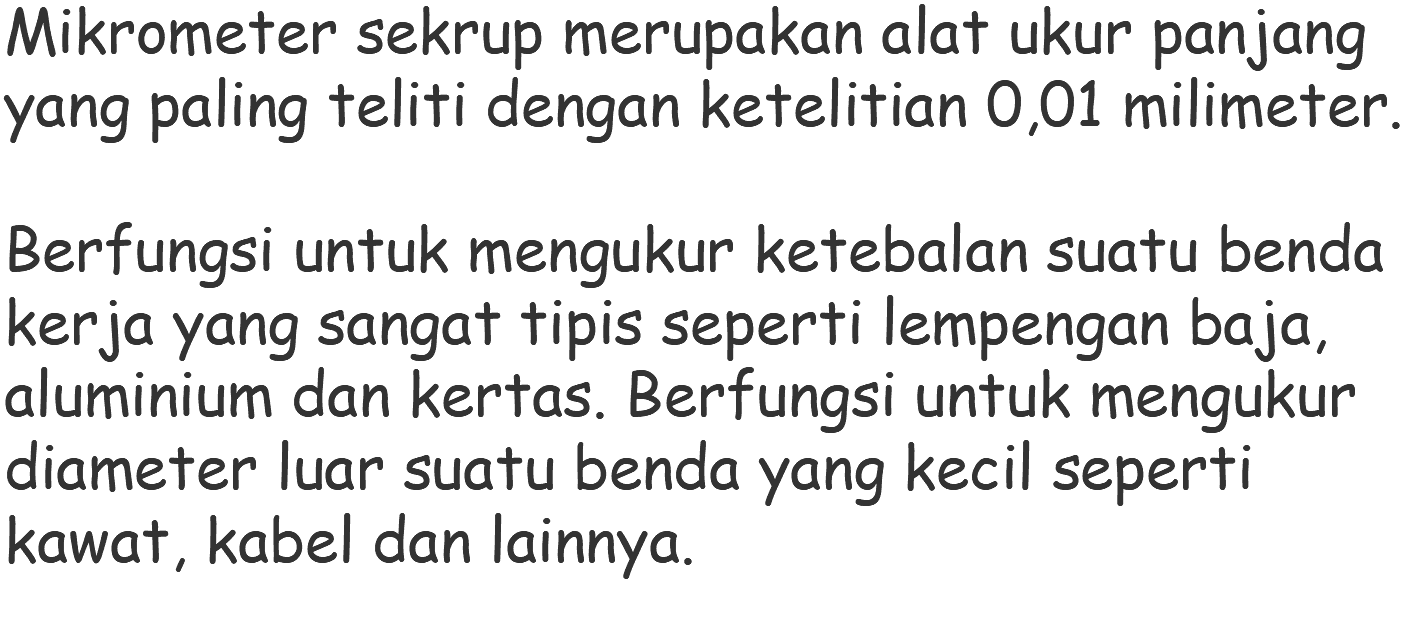 Mikrometer sekrup merupakan alat ukur panjang
yang paling teliti dengan ketelitian 0,01 milimeter.
Berfungsi untuk mengukur ketebalan suatu benda
kerja yang sangat tipis seperti lempengan baja,
aluminium dan kertas. Berfungsi untuk mengukur
diameter luar suatu benda yang kecil seperti
kawat, kabel dan lainnya.